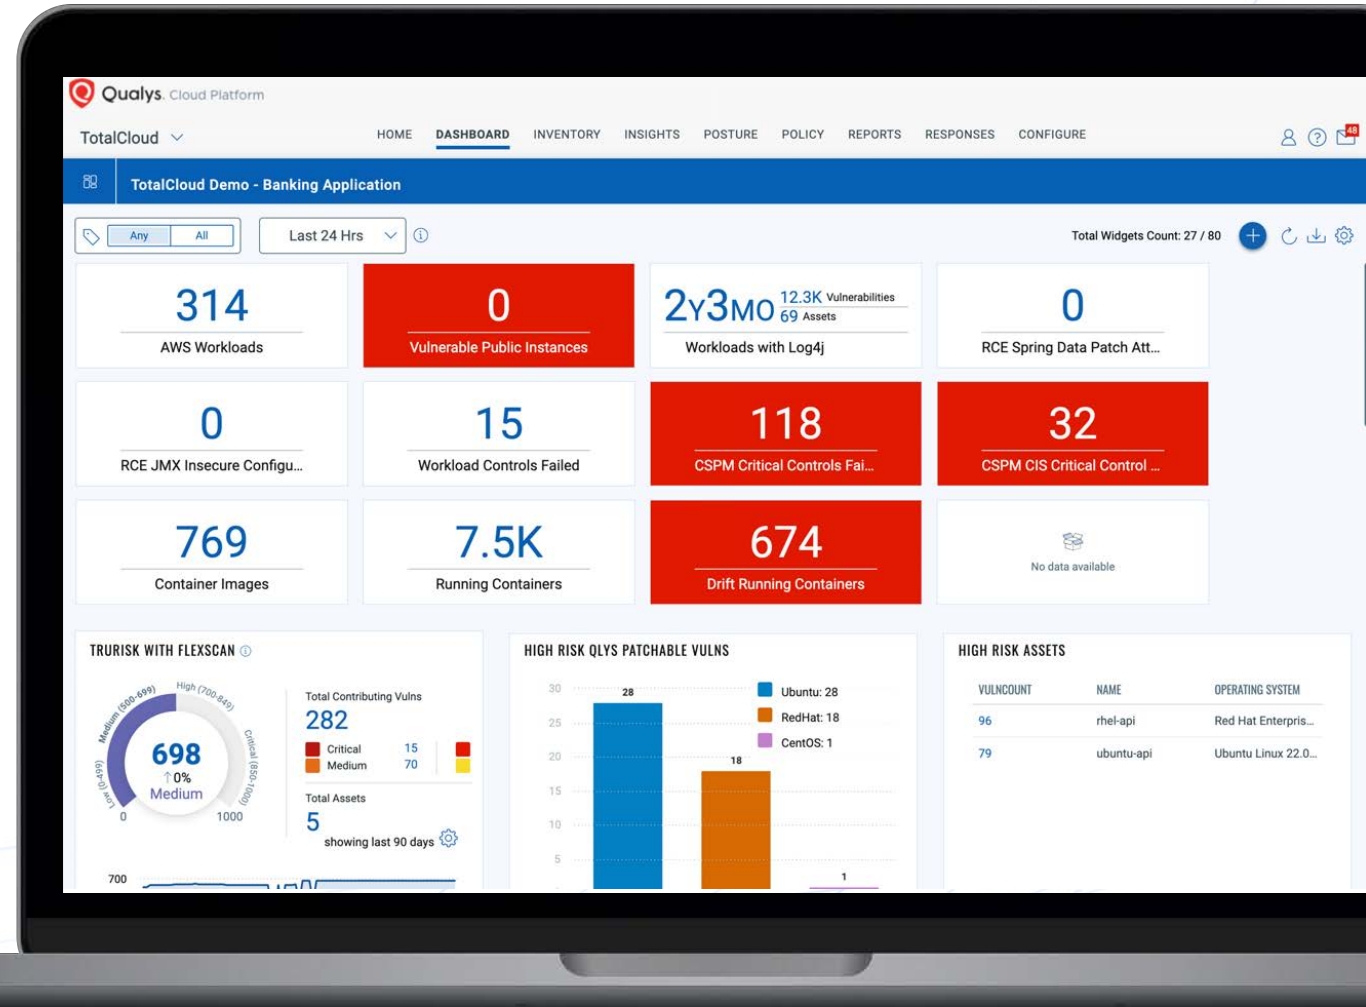 Qualys. Cloud Platform
TotalCloud
HOME DASHBOARD INVENTORY INSIGHTS POSTURE POLICY REPORTS RESPONSES CONFIGURE
48
TotalCloud Demo - Banking Application
Any All
Last 24 Hrs
Total Widgets Count: 27 / 80
314
AWS Workloads
0
Vulnerable Public Instances
2Y3MO 12.3K Vulnerabilities
69 Assets
Workloads with Log4j
0
RCE Spring Data Patch Att...
0
RCE JMX Insecure Configu...
15
Workload Controls Failed
118
CSPM Critical Controls Fai...
32
CSPM CIS Critical Control ...
769
Container Images
7.5K
Running Containers
674
Drift Running Containers
No data available
TRURISK WITH FLEXSCAN
Low (0-499)
Medium (500-699)
High (700-849)
Critical (850-1000)
698
↑0%
Medium
0
1000
Total Contributing Vulns
282
Critical 15
Medium 70
Total Assets
5
showing last 90 days
700
HIGH RISK QLYS PATCHABLE VULNS
30
25
20
15
10
5
28
18
1
Ubuntu: 28
RedHat: 18
CentOS: 1
HIGH RISK ASSETS
VULNCOUNT NAME OPERATING SYSTEM
96 rhel-api Red Hat Enterpris...
79 ubuntu-api Ubuntu Linux 22.0...